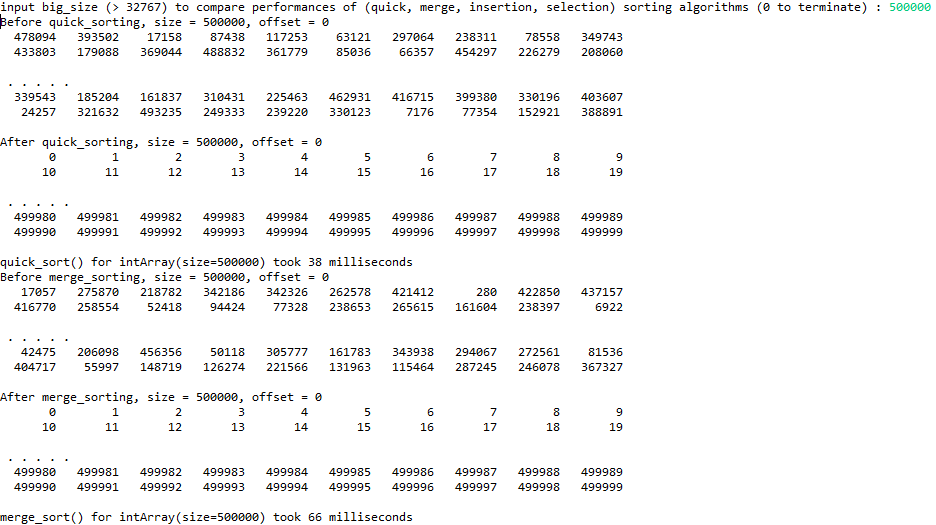 input big_size (> 32767) to compare performances of (quick, merge, insertion, selection) sorting algorithms (0 to terminate) : 500000
Before quick_sorting, size = 500000, offset = 0
478094 393502 17158 87438 117253 63121 297064 238311 78558 349743
433803 179088 369044 488832 361779 85036 66357 454297 226279 208060
. . . . .
339543 185204 161837 310431 225463 462931 416715 399380 330196 403607
24257 321632 493235 249333 239220 330123 7176 77354 152921 388891
After quick_sorting, size = 500000, offset = 0
0 1 2 3 4 5 6 7 8 9
10 11 12 13 14 15 16 17 18 19
. . . . .
499980 499981 499982 499983 499984 499985 499986 499987 499988 499989
499990 499991 499992 499993 499994 499995 499996 499997 499998 499999
quick_sort() for intArray(size=500000) took 38 milliseconds
Before merge_sorting, size = 500000, offset = 0
17057 275870 218782 342186 342326 262578 421412 280 422850 437157
416770 258554 52418 94424 77328 238653 265615 161604 238397 6922
. . . . .
42475 206098 456356 50118 305777 161783 343938 294067 272561 81536
404717 55997 148719 126274 221566 131963 115464 287245 246078 367327
After merge_sorting, size = 500000, offset = 0
0 1 2 3 4 5 6 7 8 9
10 11 12 13 14 15 16 17 18 19
. . . . .
499980 499981 499982 499983 499984 499985 499986 499987 499988 499989
499990 499991 499992 499993 499994 499995 499996 499997 499998 499999
merge_sort() for intArray(size=500000) took 66 milliseconds